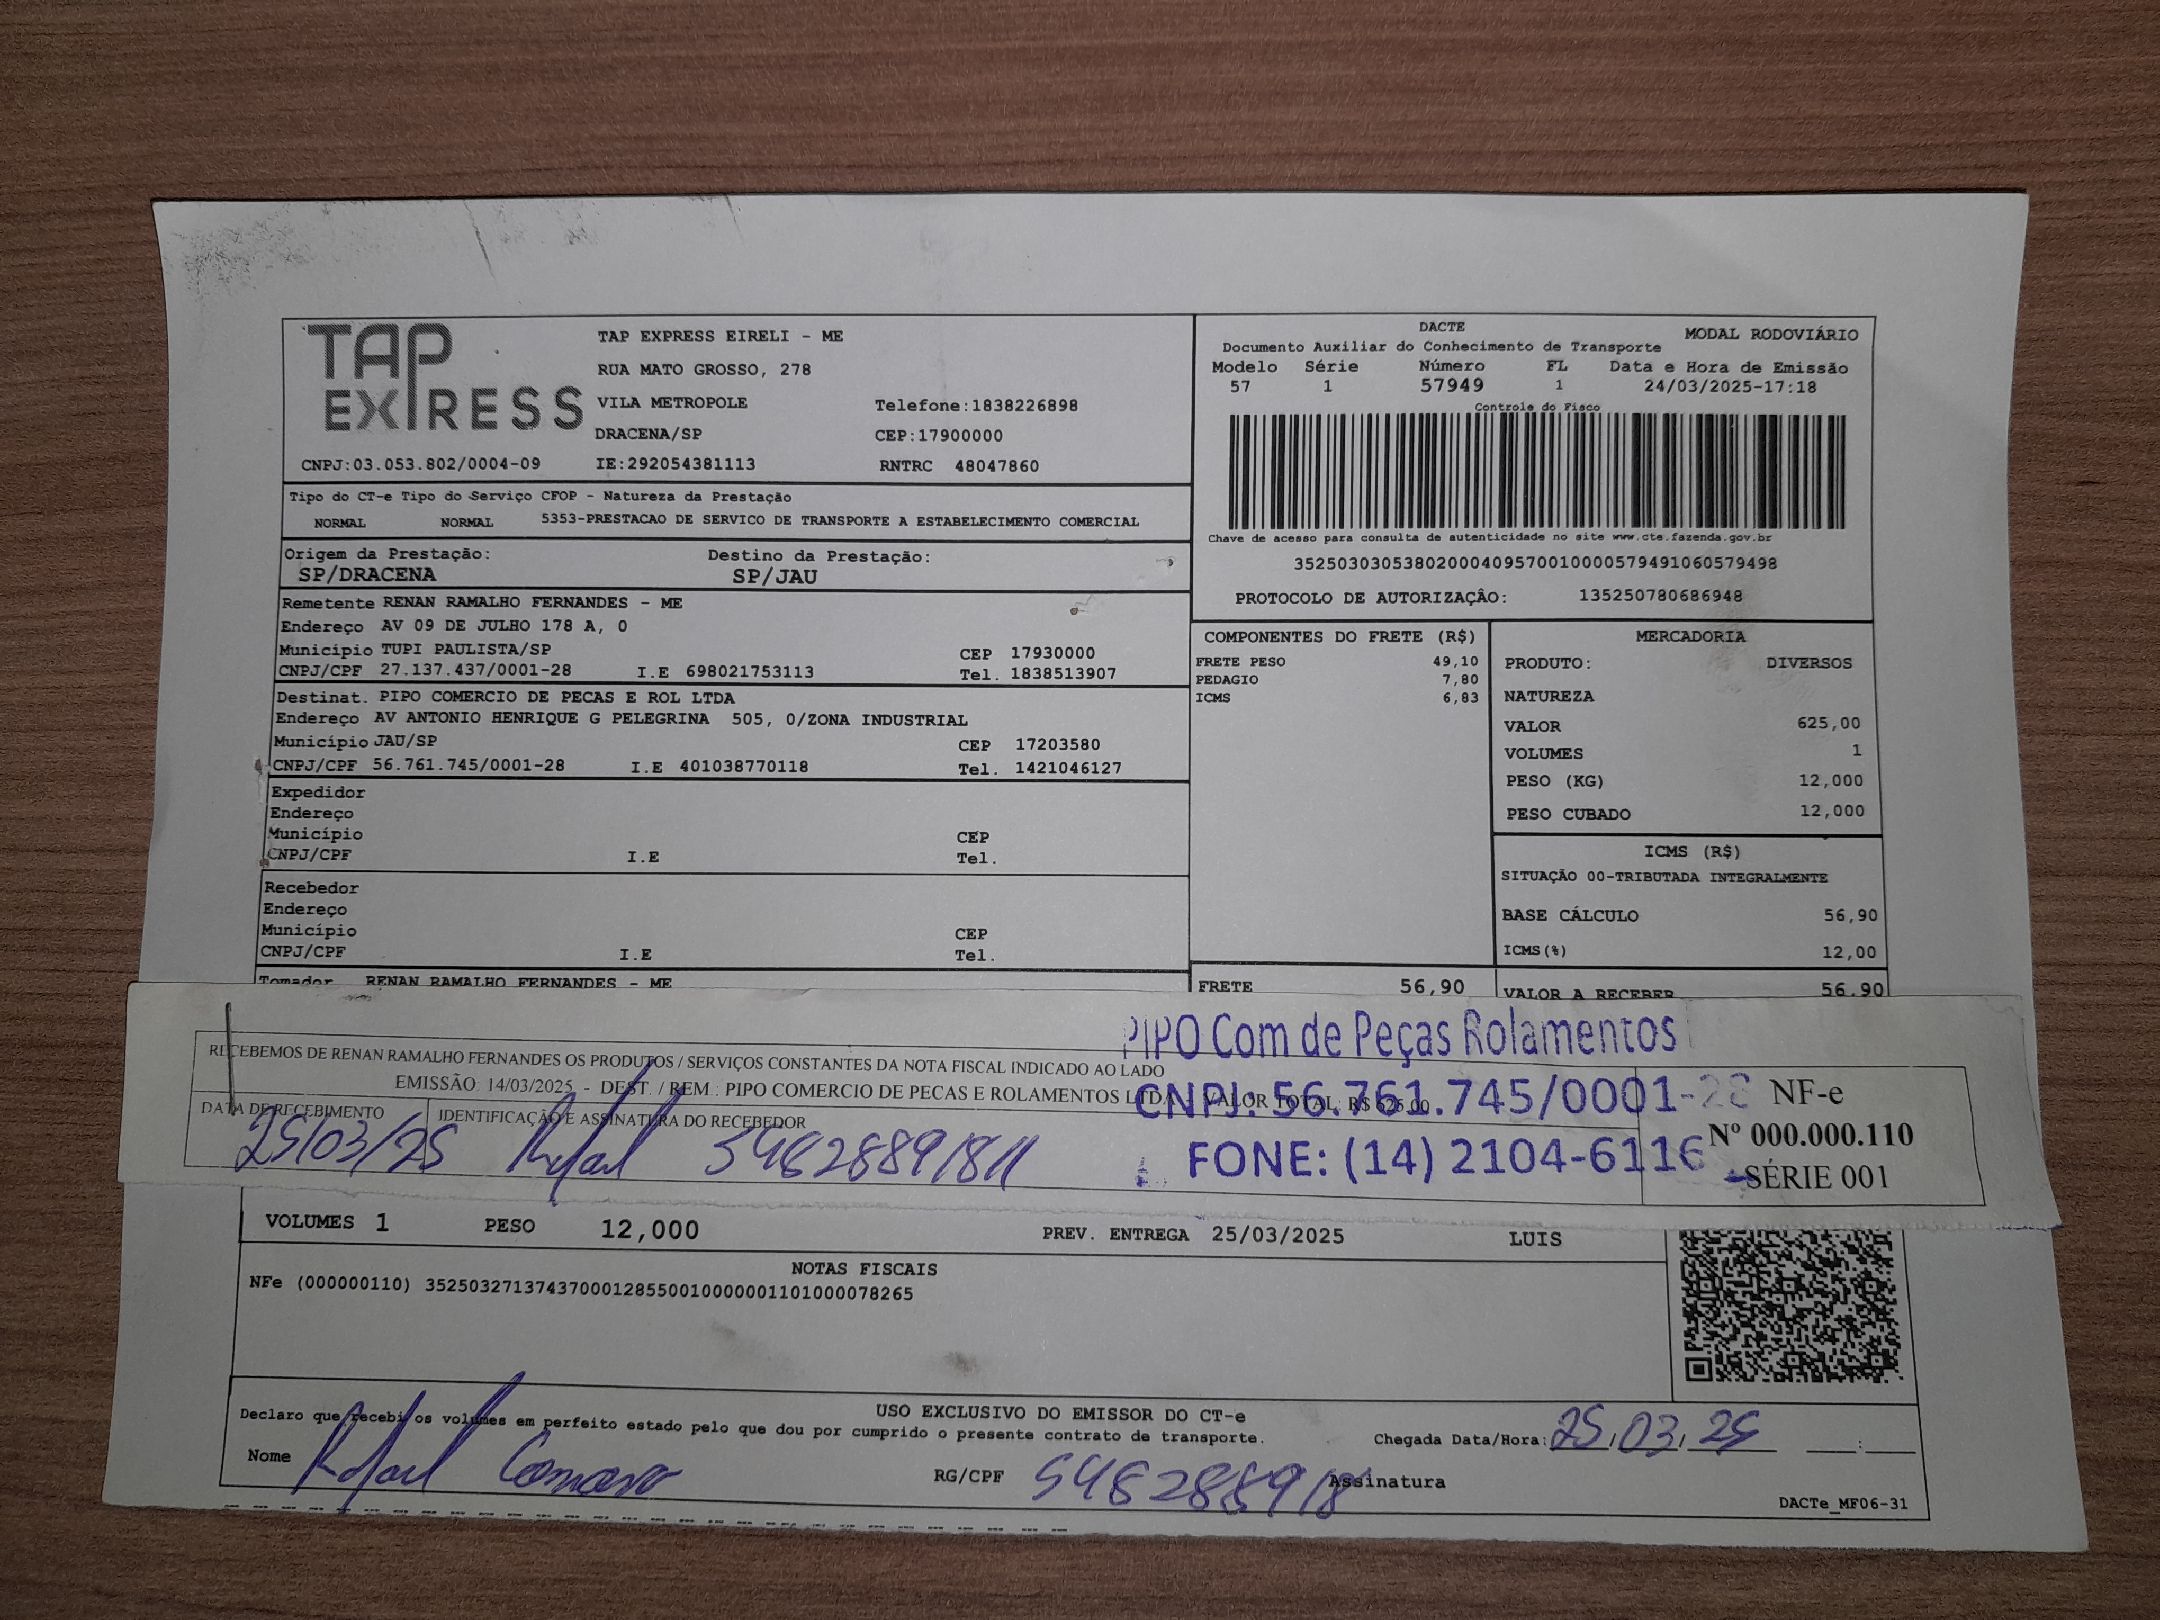 TAP EXPRESS
TAP EXPRESS EIRELI - ME
RUA MATO GROSSO, 278
VILA METROPOLE Telefone:1838226898
DRACENA/SP CEP:17900000
CNPJ:03.053.802/0004-09 IE:292054381113 RNTRC 48047860
DACTE MODAL RODOVIÁRIO
Documento Auxiliar do Conhecimento de Transporte
Modelo Série Número FL Data e Hora de Emissão
57 1 57949 1 24/03/2025-17:18
Controle do Fisco
Chave de acesso para consulta de autenticidade no site www.cte.fazenda.gov.br
35250303053802000409570010000579491060579498
PROTOCOLO DE AUTORIZAÇÃO: 135250780686948
Tipo do CT-e Tipo do Serviço CFOP - Natureza da Prestação
NORMAL NORMAL 5353-PRESTACAO DE SERVICO DE TRANSPORTE A ESTABELECIMENTO COMERCIAL
Origem da Prestação: Destino da Prestação:
SP/DRACENA SP/JAU
Remetente RENAN RAMALHO FERNANDES - ME
Endereço AV 09 DE JULHO 178 A, 0
Município TUPI PAULISTA/SP CEP 17930000
CNPJ/CPF 27.137.437/0001-28 I.E 698021753113 Tel. 1838513907
Destinat. PIPO COMERCIO DE PECAS E ROL LTDA
Endereço AV ANTONIO HENRIQUE G PELEGRINA 505, 0/ZONA INDUSTRIAL
Município JAU/SP CEP 17203580
CNPJ/CPF 56.761.745/0001-28 I.E 401038770118 Tel. 1421046127
Expedidor
Endereço
Município CEP
CNPJ/CPF I.E Tel.
Recebedor
Endereço
Município CEP
CNPJ/CPF I.E Tel.
Tomador RENAN RAMALHO FERNANDES - ME
COMPONENTES DO FRETE (R$)
FRETE PESO 49,10
PEDAGIO 7,80
ICMS 6,83
FRETE 56,90
MERCADORIA
PRODUTO: DIVERSOS
NATUREZA
VALOR 625,00
VOLUMES 1
PESO (KG) 12,000
PESO CUBADO 12,000
ICMS (R$)
SITUAÇÃO 00-TRIBUTADA INTEGRALMENTE
BASE CÁLCULO 56,90
ICMS(%) 12,00
VALOR A RECEBER 56,90
RECEBEMOS DE RENAN RAMALHO FERNANDES OS PRODUTOS / SERVIÇOS CONSTANTES DA NOTA FISCAL INDICADO AO LADO
EMISSÃO: 14/03/2025 - DEST. / REM.: PIPO COMERCIO DE PECAS E ROLAMENTOS LTDA - VALOR TOTAL: R$ 625,00
DATA DE RECEBIMENTO IDENTIFICAÇÃO E ASSINATURA DO RECEBEDOR
25/03/25 Rafael 54828891811
PIPO Com de Peças Rolamentos
CNPJ: 56.761.745/0001-28
FONE: (14) 2104-6116
NF-e
Nº 000.000.110
SÉRIE 001
VOLUMES 1 PESO 12,000 PREV. ENTREGA 25/03/2025 LUIS
NOTAS FISCAIS
NFe (000000110) 35250327137437000128550010000001101000078265
USO EXCLUSIVO DO EMISSOR DO CT-e
Declaro que recebi os volumes em perfeito estado pelo que dou por cumprido o presente contrato de transporte.
Chegada Data/Hora: 25.03.25 __:__
Nome Rafael RG/CPF 548288918 Assinatura
DACTe_MF06-31